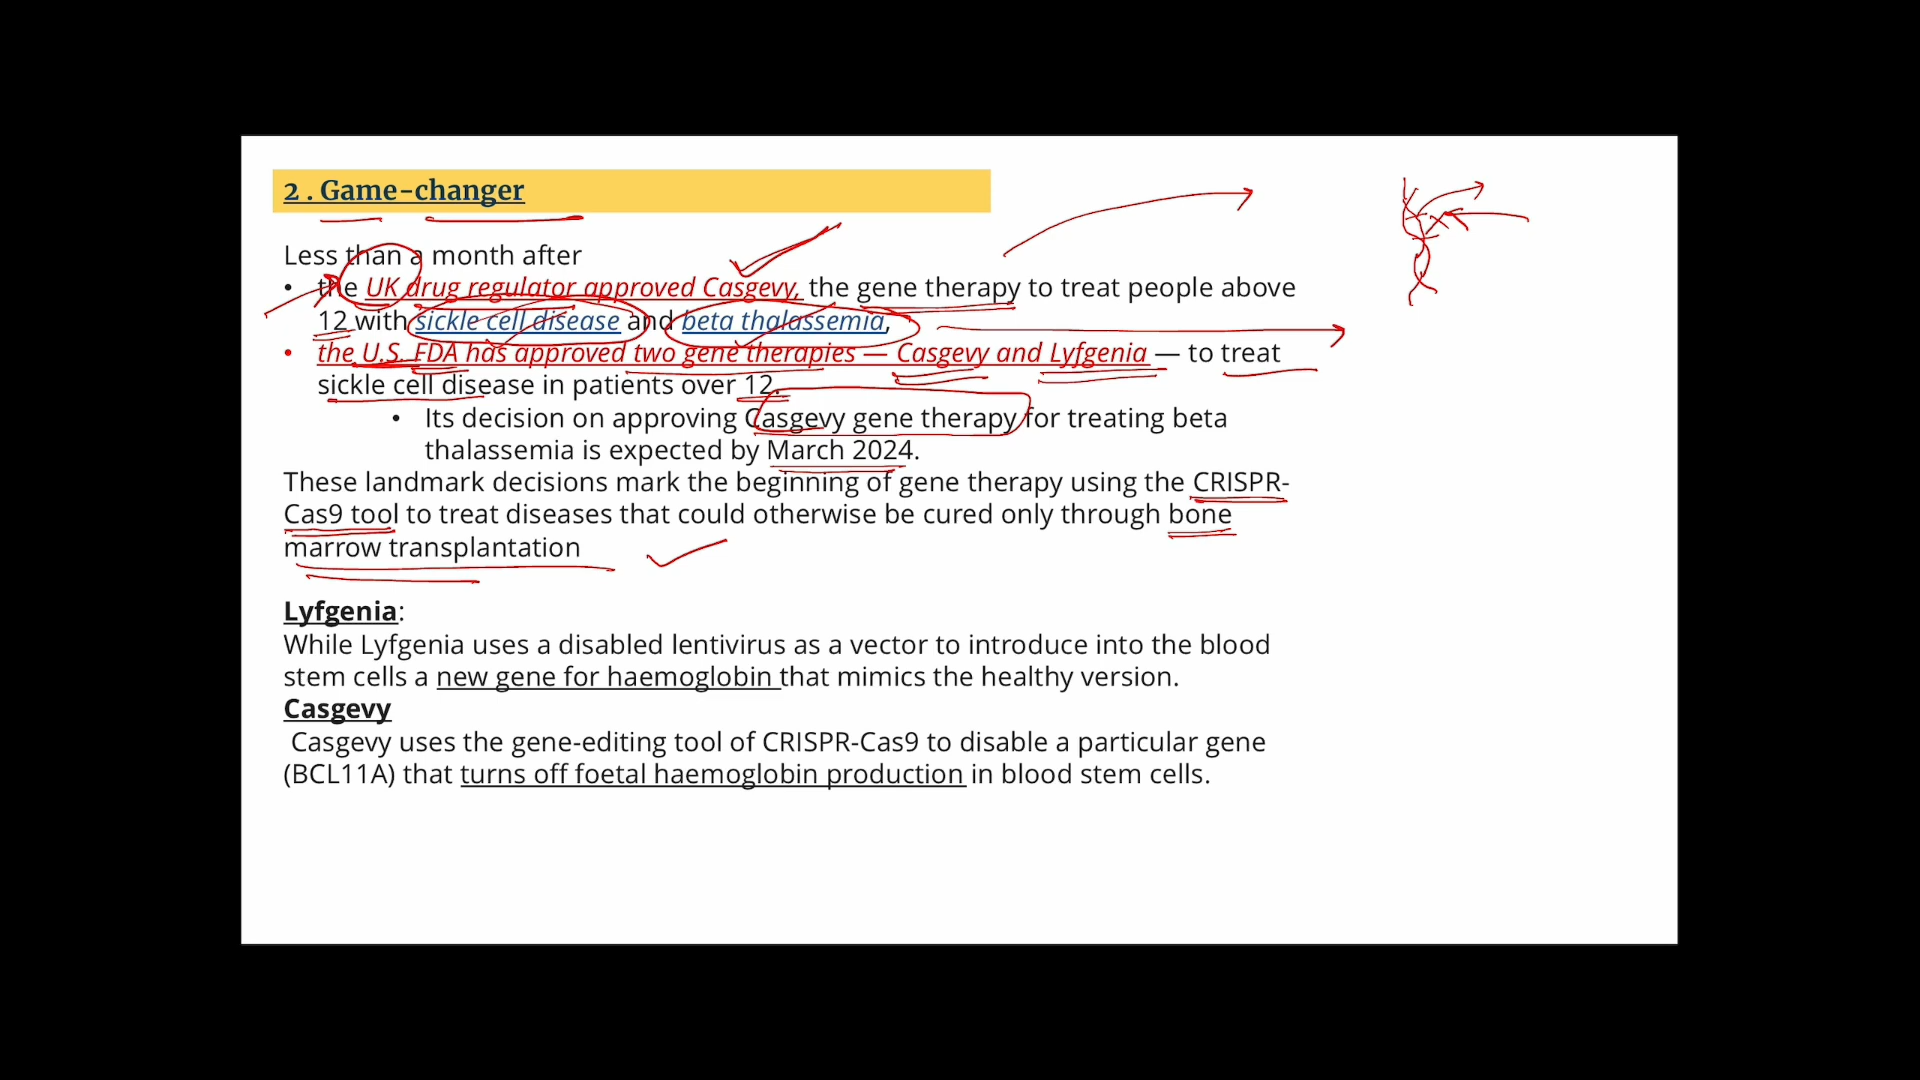 2 . Game-changer
Less than a month after
• the UK drug regulator approved Casgevy, the gene therapy to treat people above
12 with sickle cell disease and beta thalassemia,
• the U.S. FDA has approved two gene therapies — Casgevy and Lyfgenia — to treat
sickle cell disease in patients over 12.
• Its decision on approving Casgevy gene therapy for treating beta
thalassemia is expected by March 2024.
These landmark decisions mark the beginning of gene therapy using the CRISPR-
Cas9 tool to treat diseases that could otherwise be cured only through bone
marrow transplantation
Lyfgenia:
While Lyfgenia uses a disabled lentivirus as a vector to introduce into the blood
stem cells a new gene for haemoglobin that mimics the healthy version.
Casgevy
Casgevy uses the gene-editing tool of CRISPR-Cas9 to disable a particular gene
(BCL11A) that turns off foetal haemoglobin production in blood stem cells.